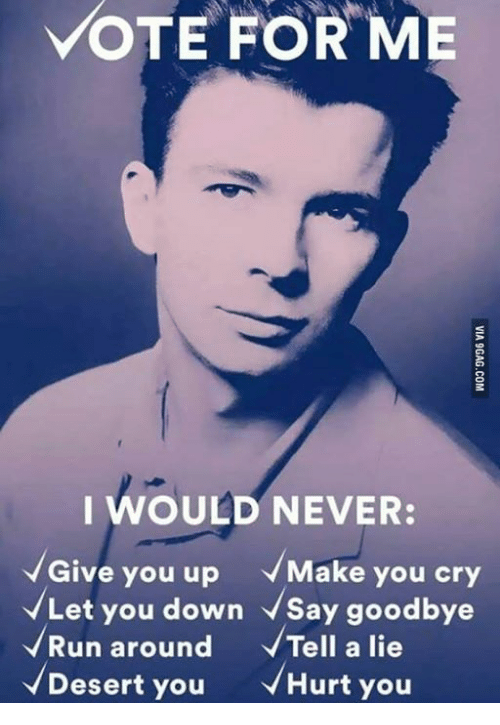 VOTE FOR ME
VIA 9GAG.COM
I WOULD NEVER:
Give you up
Let you down
Run around
Desert you
Make you cry
Say goodbye
Tell a lie
Hurt you